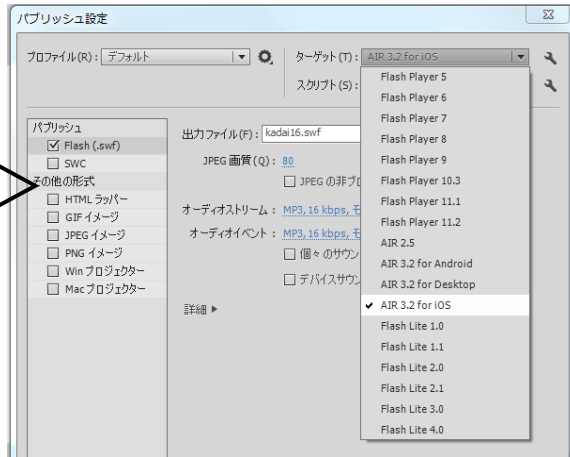 パブリッシュ設定
プロファイル(R): デフォルト
ターゲット(T): AIR 3.2 for iOS
スクリプト(S):
Flash Player 5
Flash Player 6
Flash Player 7
Flash Player 8
Flash Player 9
Flash Player 10.3
Flash Player 11.1
Flash Player 11.2
AIR 2.5
AIR 3.2 for Android
AIR 3.2 for Desktop
AIR 3.2 for iOS
Flash Lite 1.0
Flash Lite 1.1
Flash Lite 2.0
Flash Lite 2.1
Flash Lite 3.0
Flash Lite 4.0
パブリッシュ
Flash (.swf)
SWC
その他の形式
HTML ラッパー
GIF イメージ
JPEG イメージ
PNG イメージ
Win プロジェクター
Mac プロジェクター
出力ファイル(F): kadai16.swf
JPEG 画質(Q): 80
JPEG の非ブロ
オーディオストリーム : MP3, 16 kbps, モ
オーディオイベント : MP3, 16 kbps, モ
個々のサウン
デバイスサウン
詳細